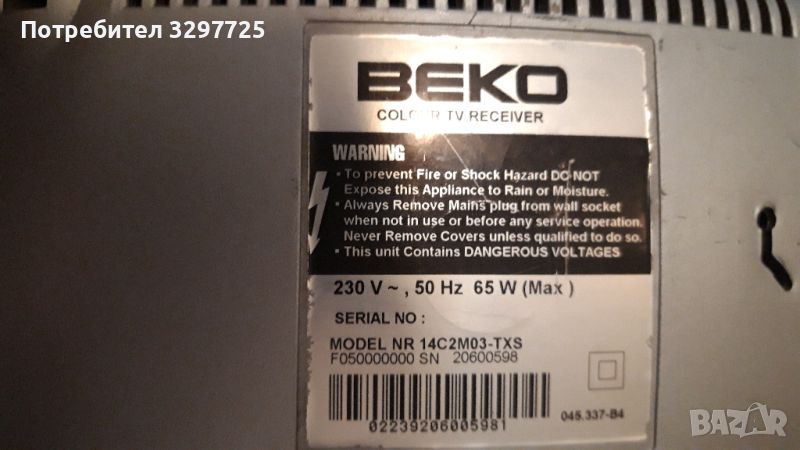 Потребител 3297725
BEKO
COLOUR TV RECEIVER
WARNING
• To prevent Fire or Shock Hazard DO NOT
Expose this Appliance to Rain or Moisture.
• Always Remove Mains plug from wall socket
when not in use or before any service operation.
Never Remove Covers unless qualified to do so.
• This unit Contains DANGEROUS VOLTAGES
230 V ~ , 50 Hz 65 W (Max )
SERIAL NO :
MODEL NR 14C2M03-TXS
F050000000 SN 20600598
045.337-B4
02239206005981
BAZAR